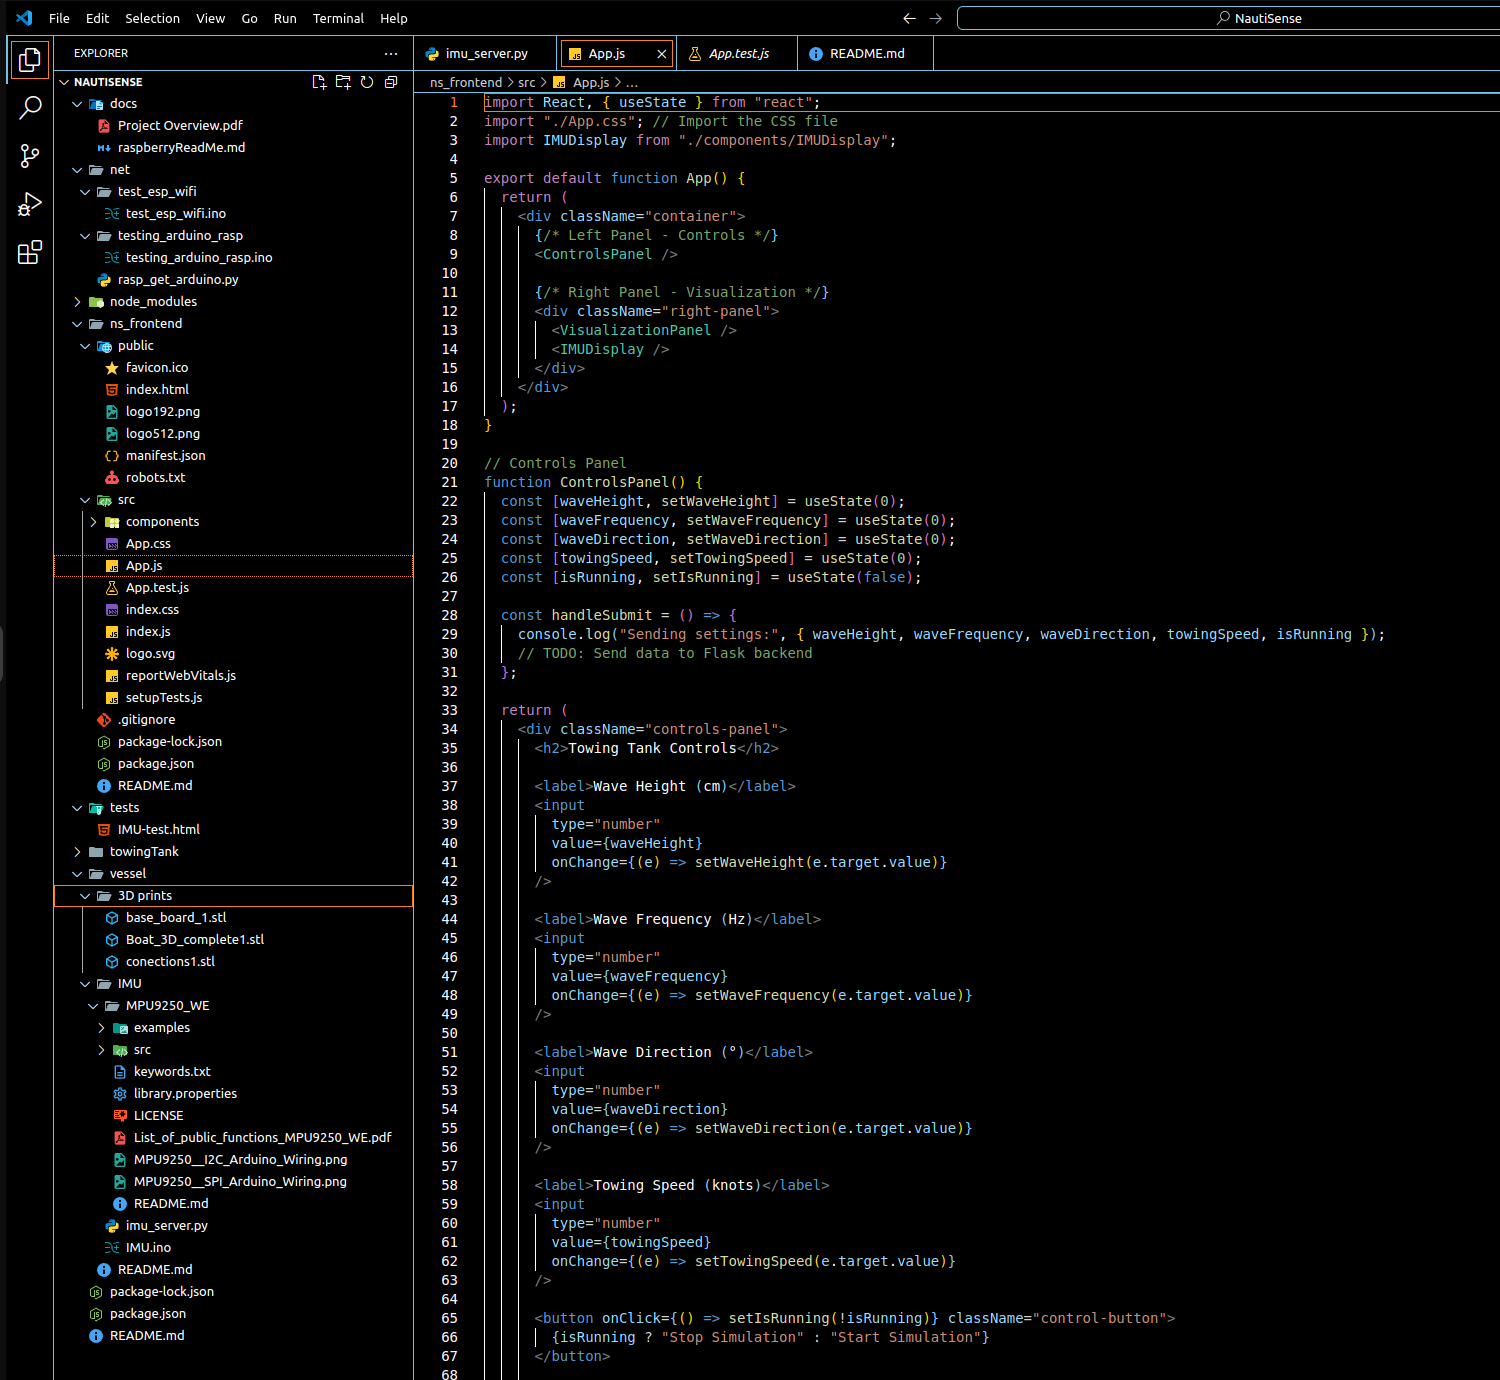 File Edit Selection View Go Run Terminal Help
NautiSense
EXPLORER
NAUTISENSE
docs
Project Overview.pdf
raspberryReadMe.md
net
test_esp_wifi
test_esp_wifi.ino
testing_arduino_rasp
testing_arduino_rasp.ino
rasp_get_arduino.py
node_modules
ns_frontend
public
favicon.ico
index.html
logo192.png
logo512.png
manifest.json
robots.txt
src
components
App.css
App.js
App.test.js
index.css
index.js
logo.svg
reportWebVitals.js
setupTests.js
.gitignore
package-lock.json
package.json
README.md
tests
IMU-test.html
towingTank
vessel
3D prints
base_board_1.stl
Boat_3D_complete1.stl
conections1.stl
IMU
MPU9250_WE
examples
src
keywords.txt
library.properties
LICENSE
List_of_public_functions_MPU9250_WE.pdf
MPU9250__I2C_Arduino_Wiring.png
MPU9250__SPI_Arduino_Wiring.png
README.md
imu_server.py
IMU.ino
README.md
package-lock.json
package.json
README.md
imu_server.py App.js App.test.js README.md
ns_frontend > src > App.js > ...
1 import React, { useState } from "react";
2 import "./App.css"; // Import the CSS file
3 import IMUDisplay from "./components/IMUDisplay";
4
5 export default function App() {
6 return (
7 <div className="container">
8 {/* Left Panel - Controls */}
9 <ControlsPanel />
10
11 {/* Right Panel - Visualization */}
12 <div className="right-panel">
13 <VisualizationPanel />
14 <IMUDisplay />
15 </div>
16 </div>
17 );
18 }
19
20 // Controls Panel
21 function ControlsPanel() {
22 const [waveHeight, setWaveHeight] = useState(0);
23 const [waveFrequency, setWaveFrequency] = useState(0);
24 const [waveDirection, setWaveDirection] = useState(0);
25 const [towingSpeed, setTowingSpeed] = useState(0);
26 const [isRunning, setIsRunning] = useState(false);
27
28 const handleSubmit = () => {
29 console.log("Sending settings:", { waveHeight, waveFrequency, waveDirection, towingSpeed, isRunning });
30 // TODO: Send data to Flask backend
31 };
32
33 return (
34 <div className="controls-panel">
35 <h2>Towing Tank Controls</h2>
36
37 <label>Wave Height (cm)</label>
38 <input
39 type="number"
40 value={waveHeight}
41 onChange={(e) => setWaveHeight(e.target.value)}
42 />
43
44 <label>Wave Frequency (Hz)</label>
45 <input
46 type="number"
47 value={waveFrequency}
48 onChange={(e) => setWaveFrequency(e.target.value)}
49 />
50
51 <label>Wave Direction (°)</label>
52 <input
53 type="number"
54 value={waveDirection}
55 onChange={(e) => setWaveDirection(e.target.value)}
56 />
57
58 <label>Towing Speed (knots)</label>
59 <input
60 type="number"
61 value={towingSpeed}
62 onChange={(e) => setTowingSpeed(e.target.value)}
63 />
64
65 <button onClick={() => setIsRunning(!isRunning)} className="control-button">
66 {isRunning ? "Stop Simulation" : "Start Simulation"}
67 </button>
68